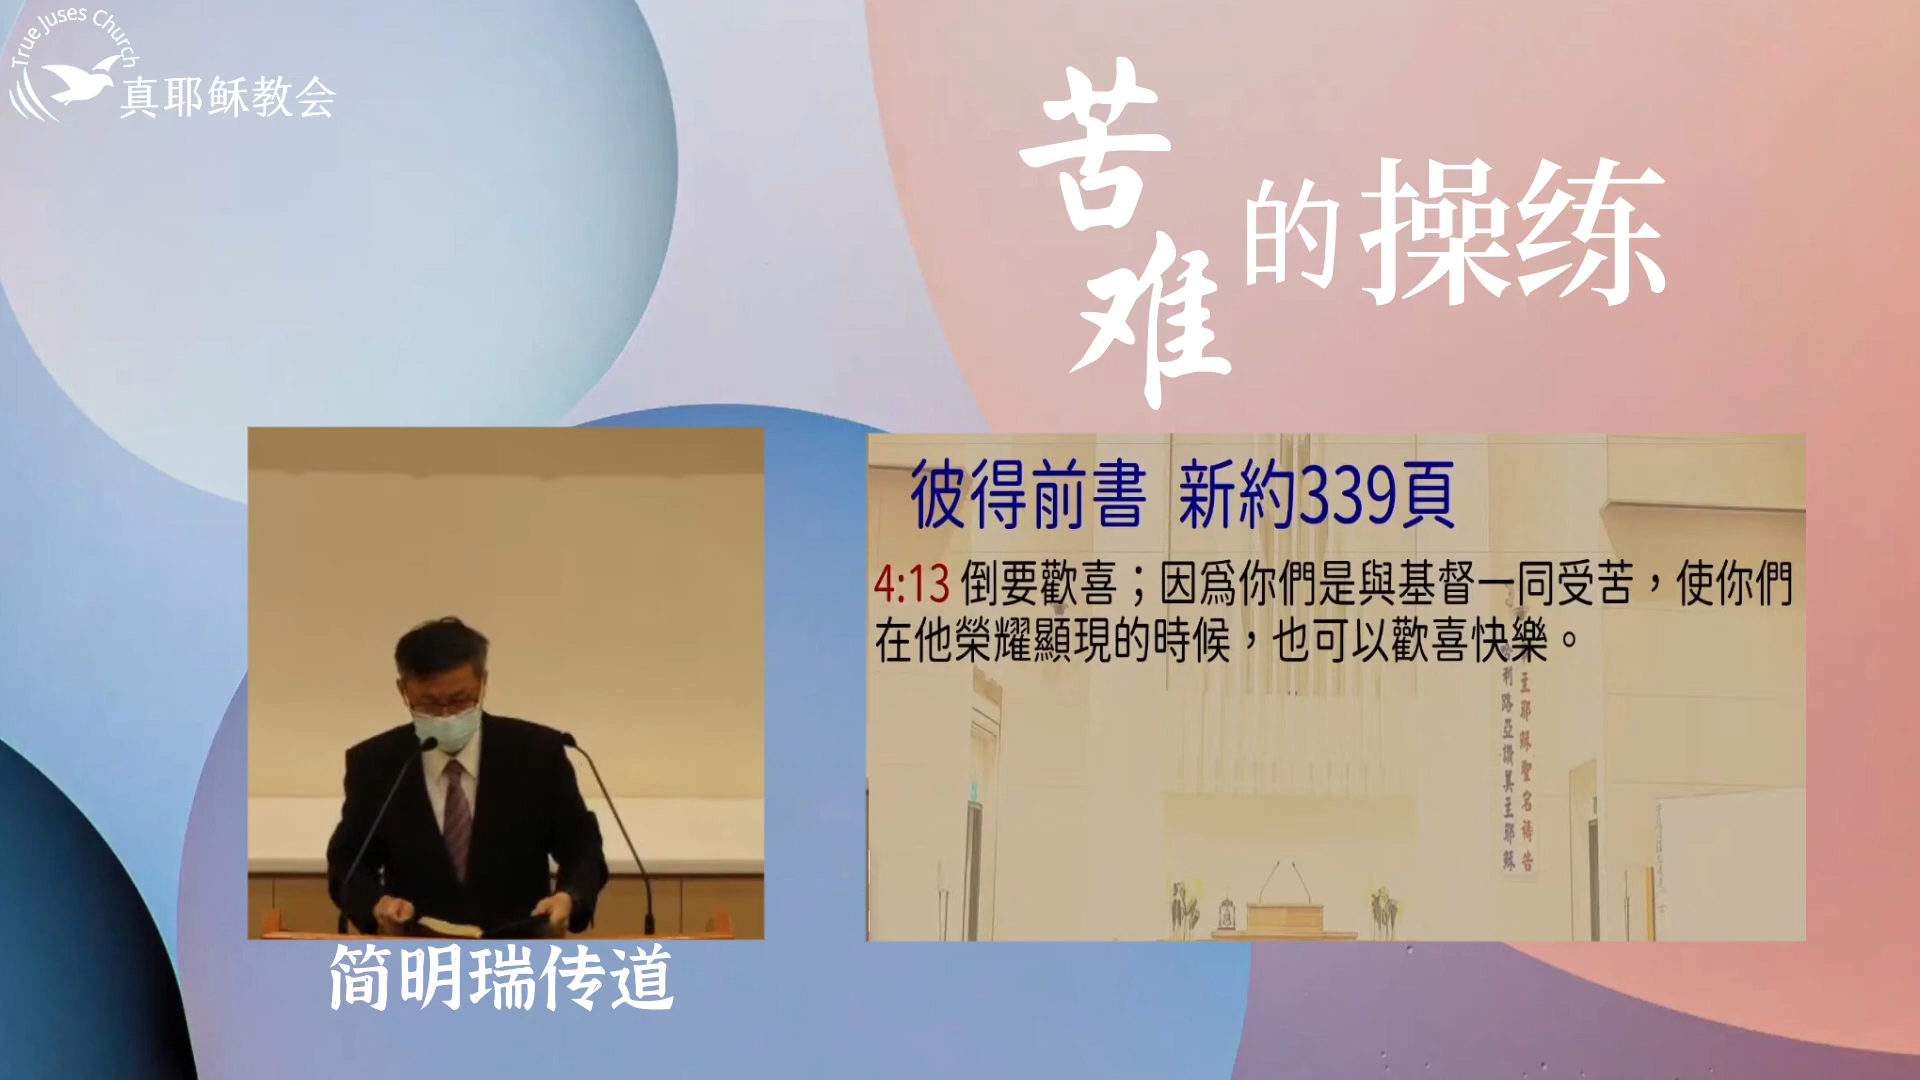 True Juses Church
真耶稣教会
苦难的操练
彼得前書 新約339頁
4:13 倒要歡喜；因爲你們是與基督一同受苦，使你們
在他榮耀顯現的時候，也可以歡喜快樂。
主耶穌聖名禱告
哈利路亞讚美主耶穌
简明瑞传道